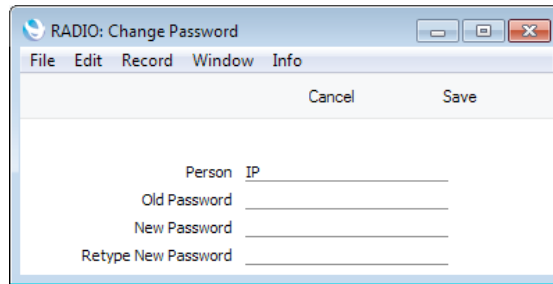 RADIO: Change Password
File Edit Record Window Info
Cancel Save
Person IP
Old Password
New Password
Retype New Password